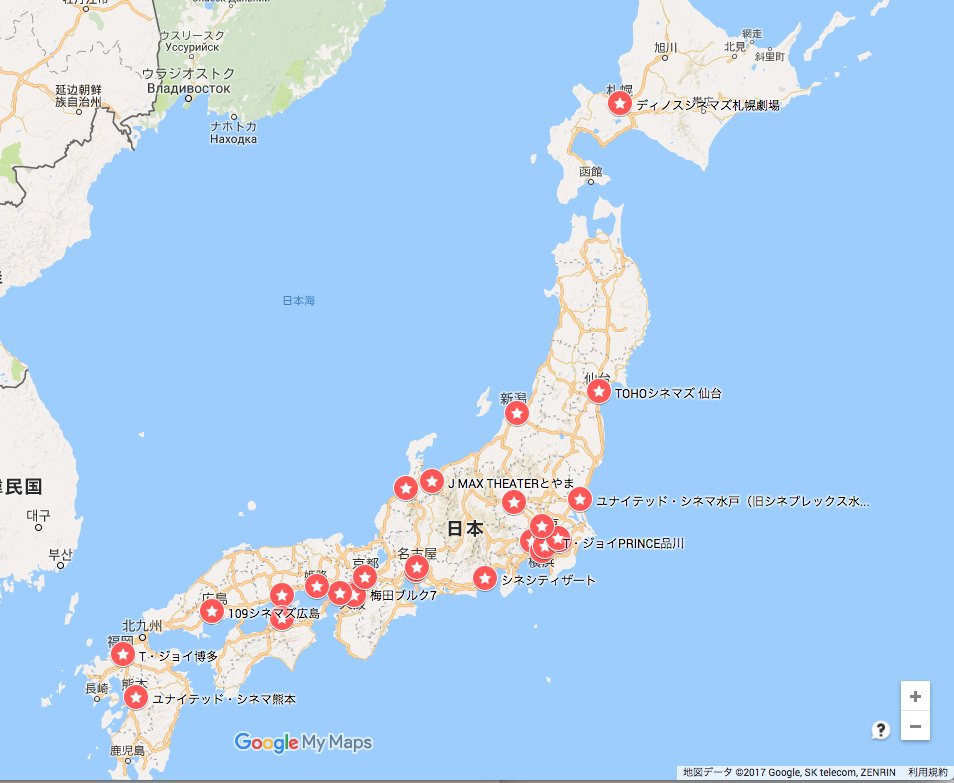 牡丹江市
Спасск-Дальний
ウスリースク
Уссурийск
ウラジオストク
Владивосток
延辺朝鮮
族自治州
ナホトカ
Находка
網走
旭川
北見
斜里町
札幌
ディノスシネマズ札幌劇場
帯広
函館
日本海
仙台
TOHOシネマズ 仙台
新潟
J MAX THEATERとやま
ユナイテッド・シネマ水戸（旧シネプレックス水...
民国
대구
日本
T・ジョイPRINCE品川
横浜
부산
名古屋
京都
シネシティザート
姫路
大阪
梅田ブルク7
広島
109シネマズ広島
北九州
福岡
T・ジョイ博多
長崎
熊本
ユナイテッド・シネマ熊本
鹿児島
Google My Maps
+
?
−
地図データ ©2017 Google, SK telecom, ZENRIN 利用規約